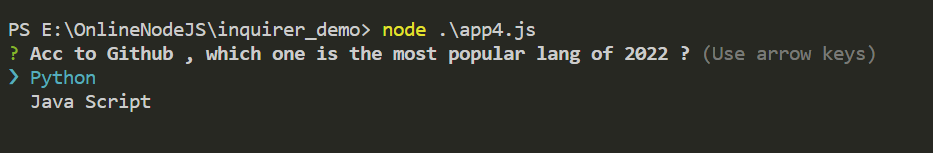 PS E:\OnlineNodeJS\inquirer_demo> node .\app4.js
? Acc to Github , which one is the most popular lang of 2022 ? (Use arrow keys)
❯ Python
Java Script